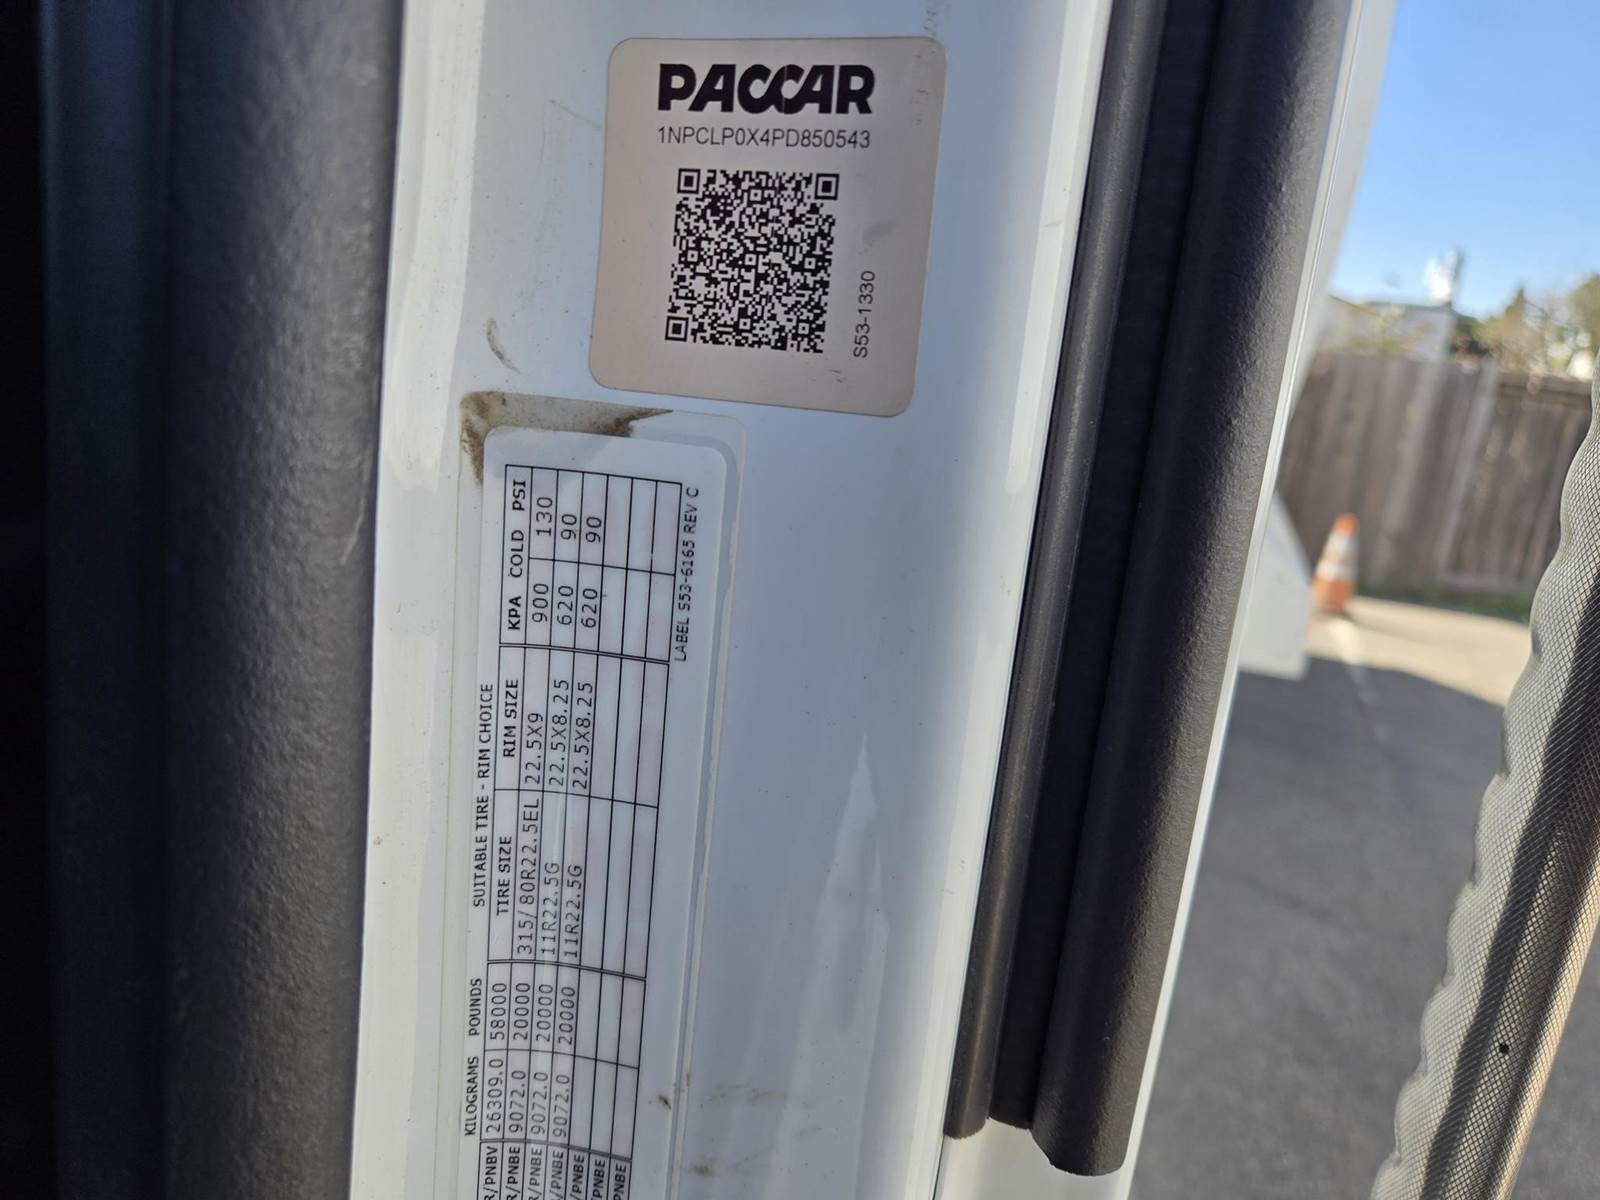 PACCAR
1NPCLP0X4PD850543
S53-1330
KILOGRAMS POUNDS SUITABLE TIRE - RIM CHOICE
TIRE SIZE RIM SIZE KPA COLD PSI
R/PNBV 26309.0 58000
R/PNBE 9072.0 20000 315/80R22.5EL 22.5X9 900 130
R/PNBE 9072.0 20000 11R22.5G 22.5X8.25 620 90
R/PNBE 9072.0 20000 11R22.5G 22.5X8.25 620 90
/PNBE
/PNBE
PNBE
LABEL S53-6165 REV C